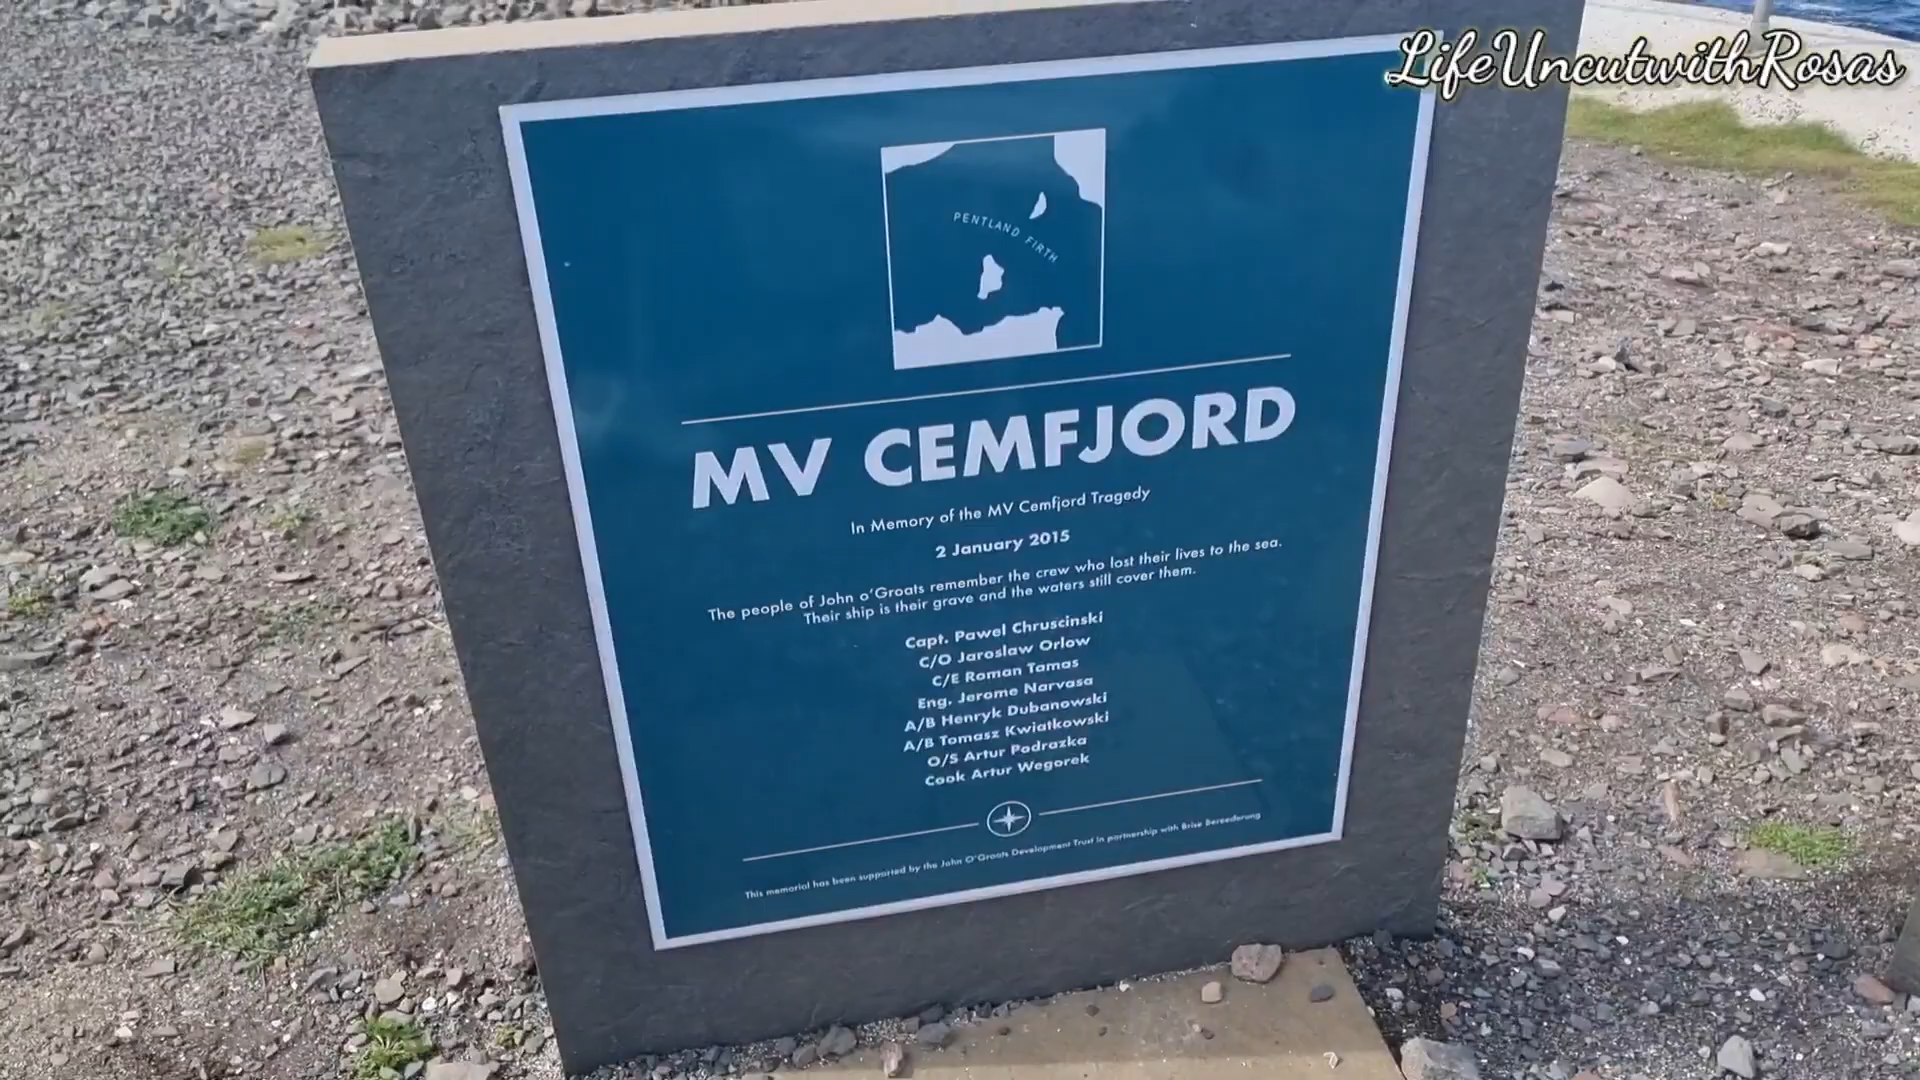 LifeUncutwithRosas
PENTLAND FIRTH
MV CEMFJORD
In Memory of the MV Cemfjord Tragedy
2 January 2015
The people of John o'Groats remember the crew who lost their lives to the sea.
Their ship is their grave and the waters still cover them.
Capt. Pawel Chruscinski
C/O Jaroslaw Orlow
C/E Roman Tamas
Eng. Jerome Narvasa
A/B Henryk Dubanowski
A/B Tomasz Kwiatkowski
O/S Artur Podrazka
Cook Artur Wegorek
This memorial has been supported by the John O'Groats Development Trust in partnership with Brise Bereederung